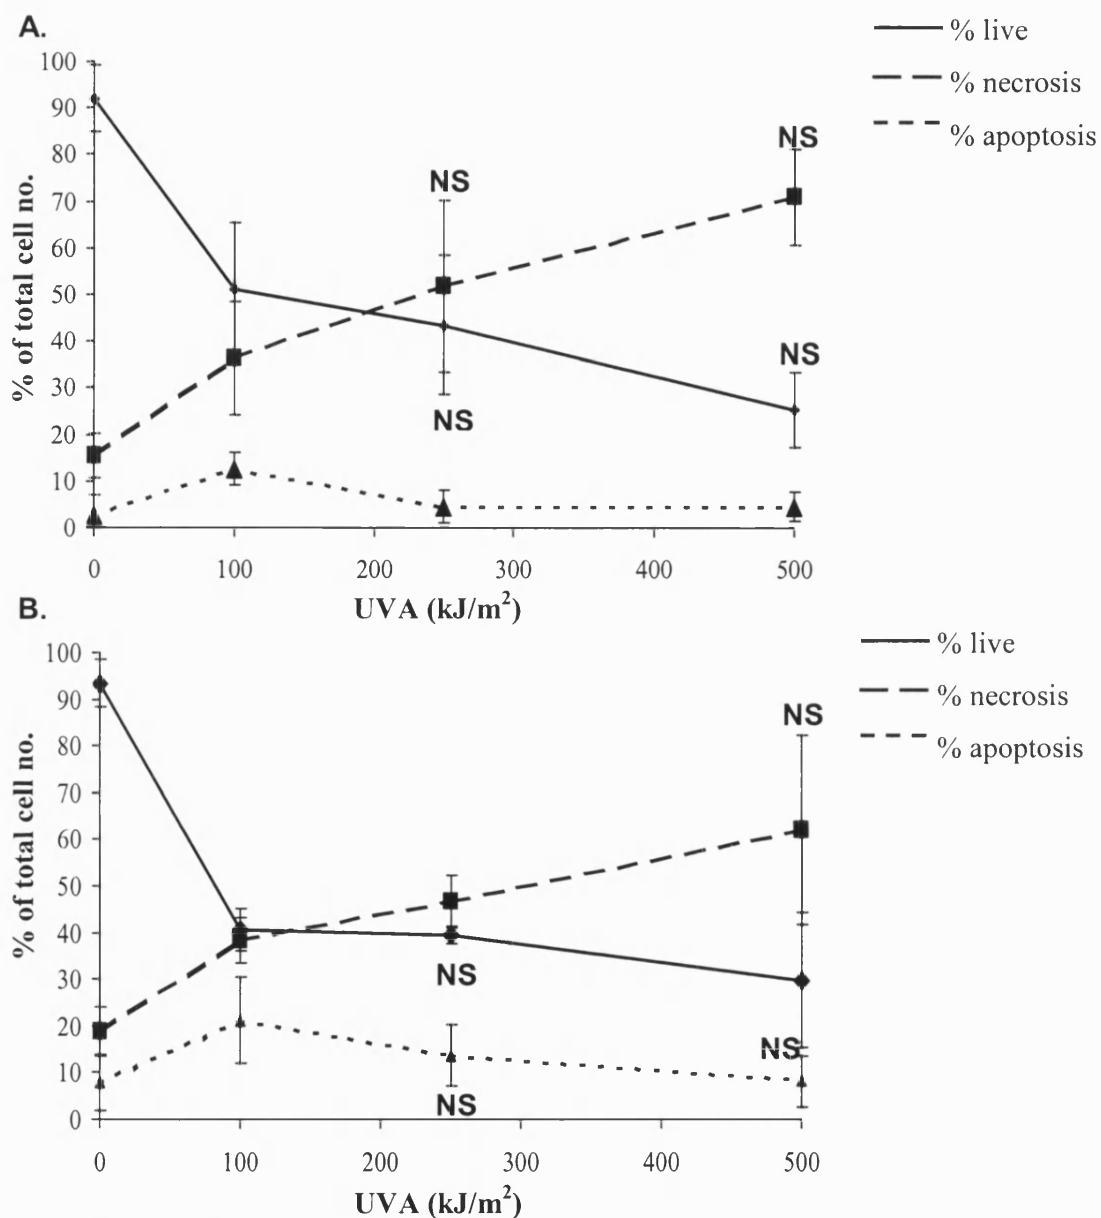 A.
% live
% necrosis
% apoptosis
% of total cell no.
100
90
80
70
60
50
40
30
20
10
0
NS
NS
NS
NS
0 100 200 300 400 500
UVA (kJ/m²)
B.
% live
% necrosis
% apoptosis
% of total cell no.
100
90
80
70
60
50
40
30
20
10
0
NS
NS
NS
NS
0 100 200 300 400 500
UVA (kJ/m²)